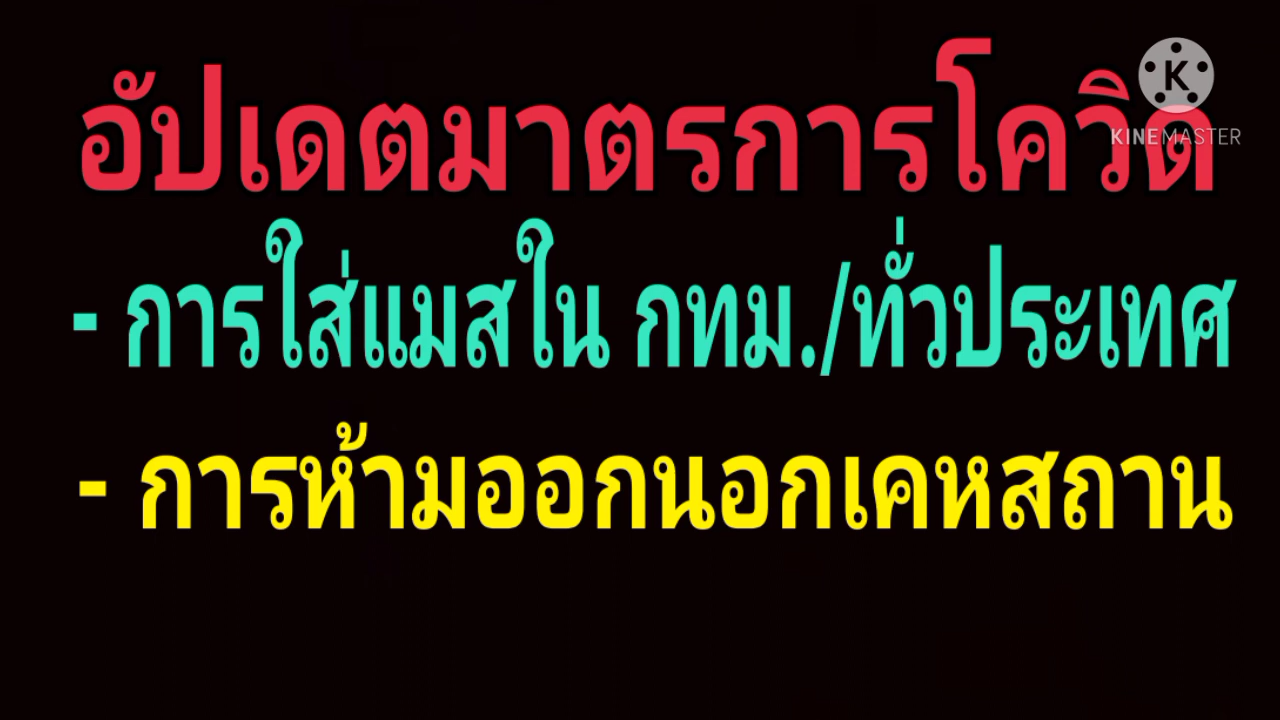 อัปเดตมาตรการโควิด
K
KINEMASTER
- การใส่แมสใน กทม./ทั่วประเทศ
- การห้ามออกนอกเคหสถาน